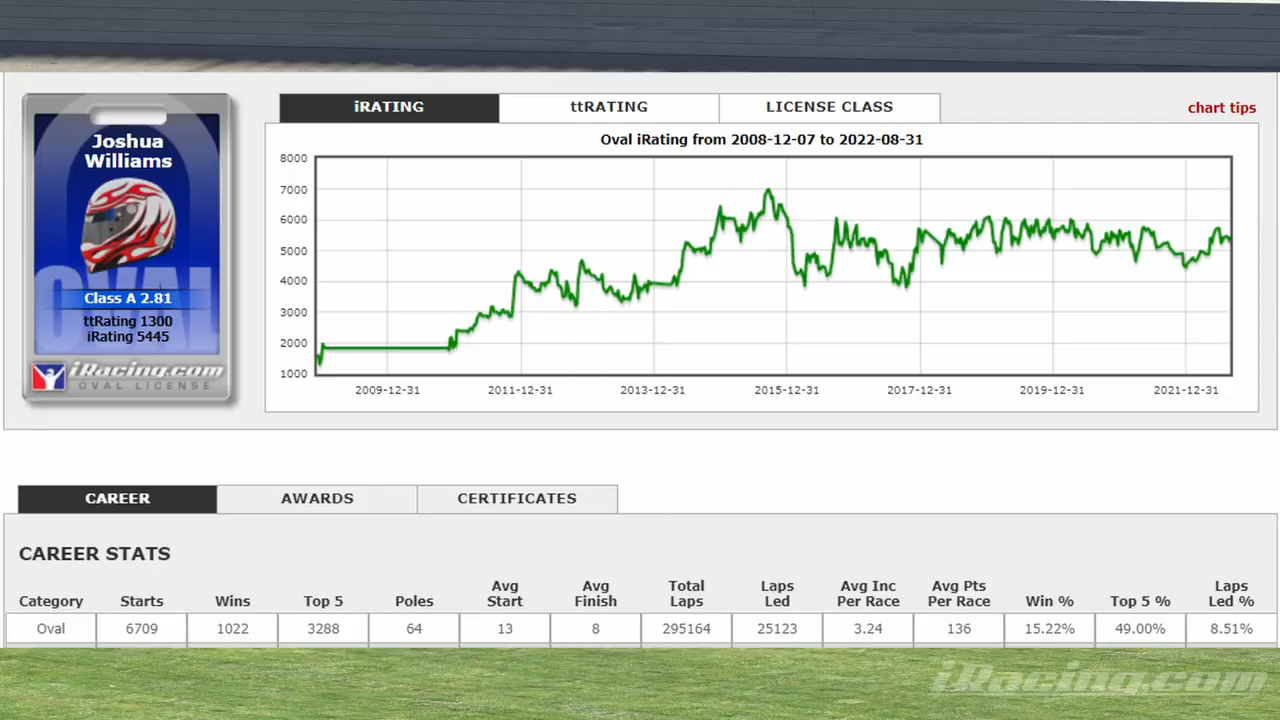 iRATING
ttRATING
LICENSE CLASS
chart tips
Joshua
Williams
OVAL
Class A 2.81
ttRating 1300
iRating 5445
iRacing.com
OVAL LICENSE
Oval iRating from 2008-12-07 to 2022-08-31
8000
7000
6000
5000
4000
3000
2000
1000
2009-12-31 2011-12-31 2013-12-31 2015-12-31 2017-12-31 2019-12-31 2021-12-31
CAREER
AWARDS
CERTIFICATES
CAREER STATS
Category Starts Wins Top 5 Poles Avg Start Avg Finish Total Laps Laps Led Avg Inc Per Race Avg Pts Per Race Win % Top 5 % Laps Led %
Oval 6709 1022 3288 64 13 8 295164 25123 3.24 136 15.22% 49.00% 8.51%
iRacing.com